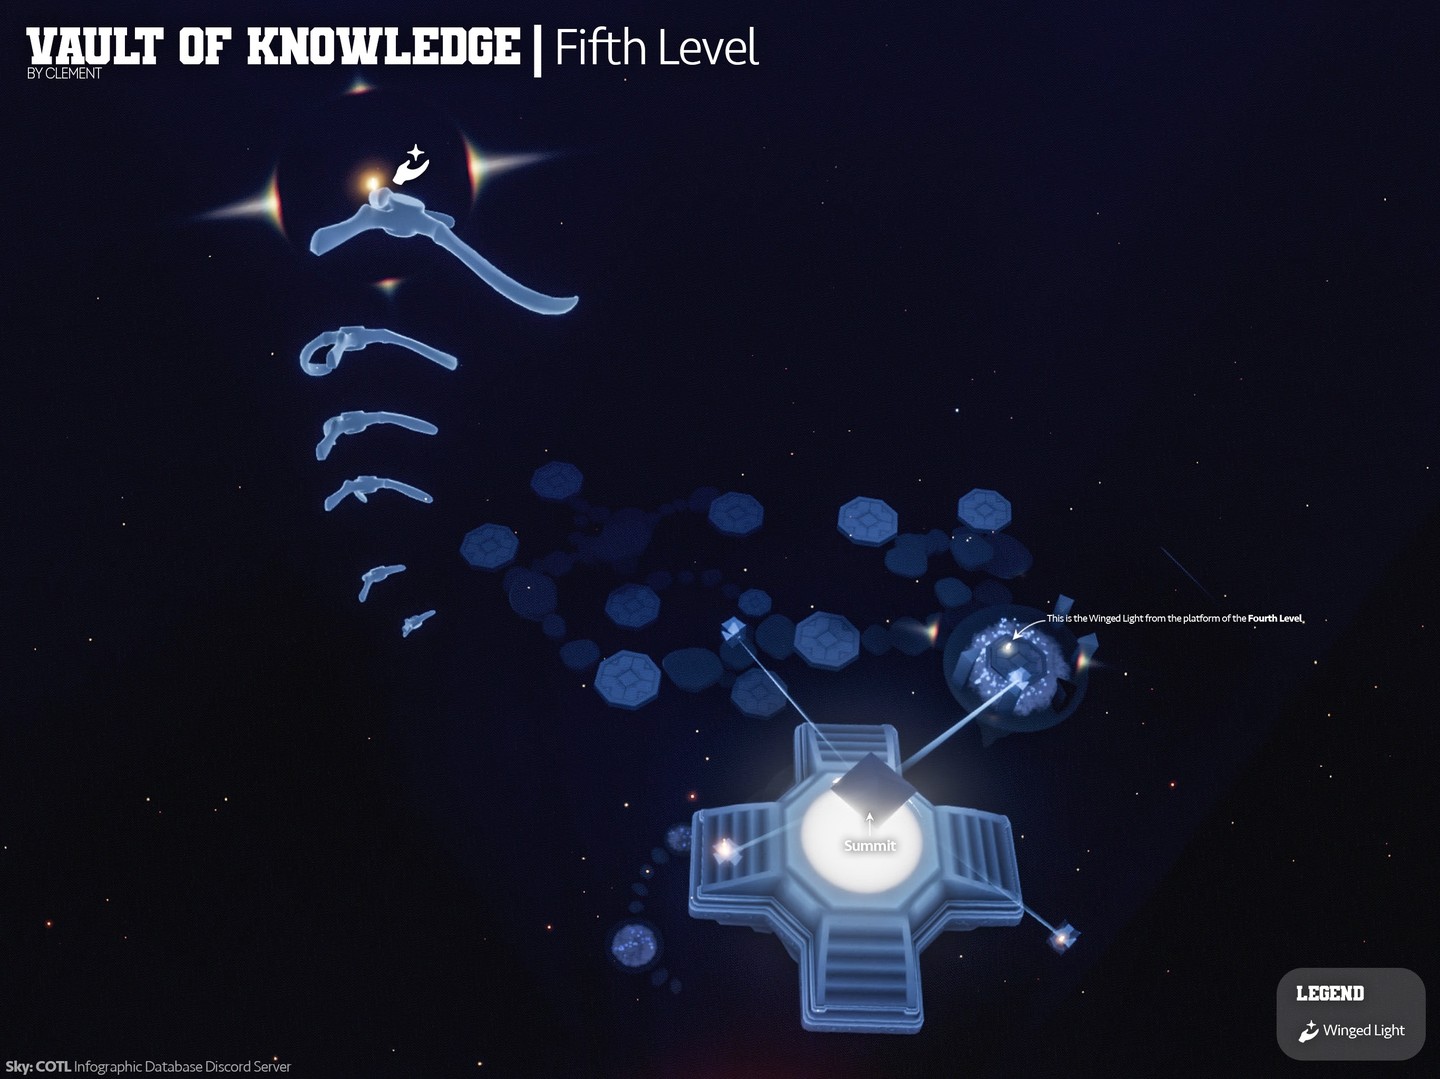 VAULT OF KNOWLEDGE | Fifth Level
BY CLEMENT
This is the Winged Light from the platform of the Fourth Level.
Summit
LEGEND
Winged Light
Sky: COTL Infographic Database Discord Server